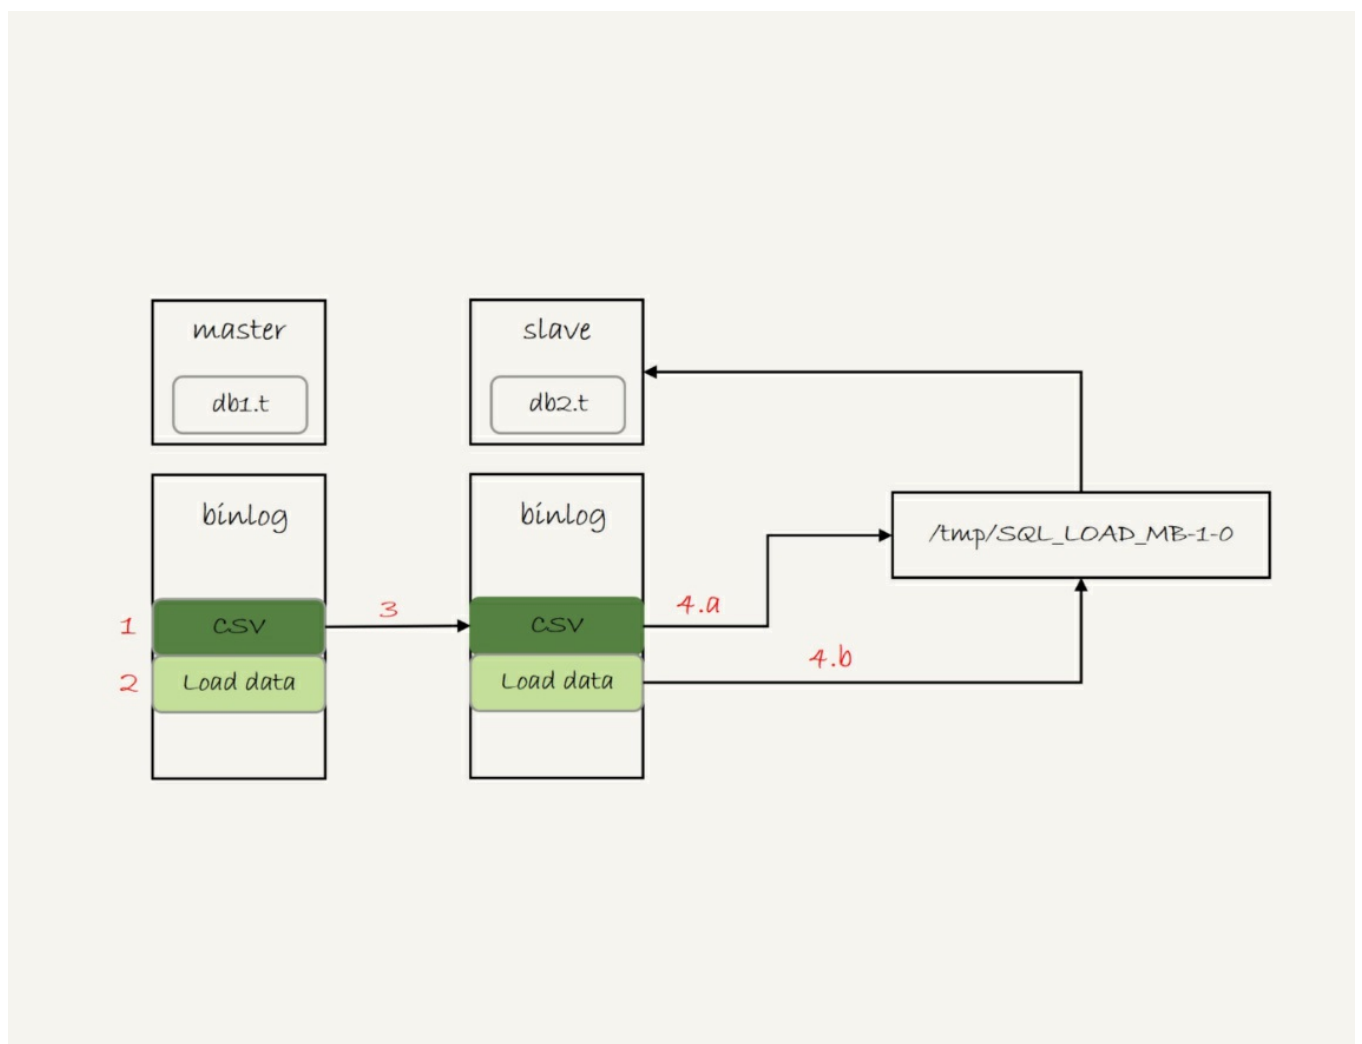 master
slave
db1.t
db2.t
binlog
binlog
/tmp/SQL_LOAD_MB-1-0
1
CSV
3
CSV
4.a
2
Load data
Load data
4.b